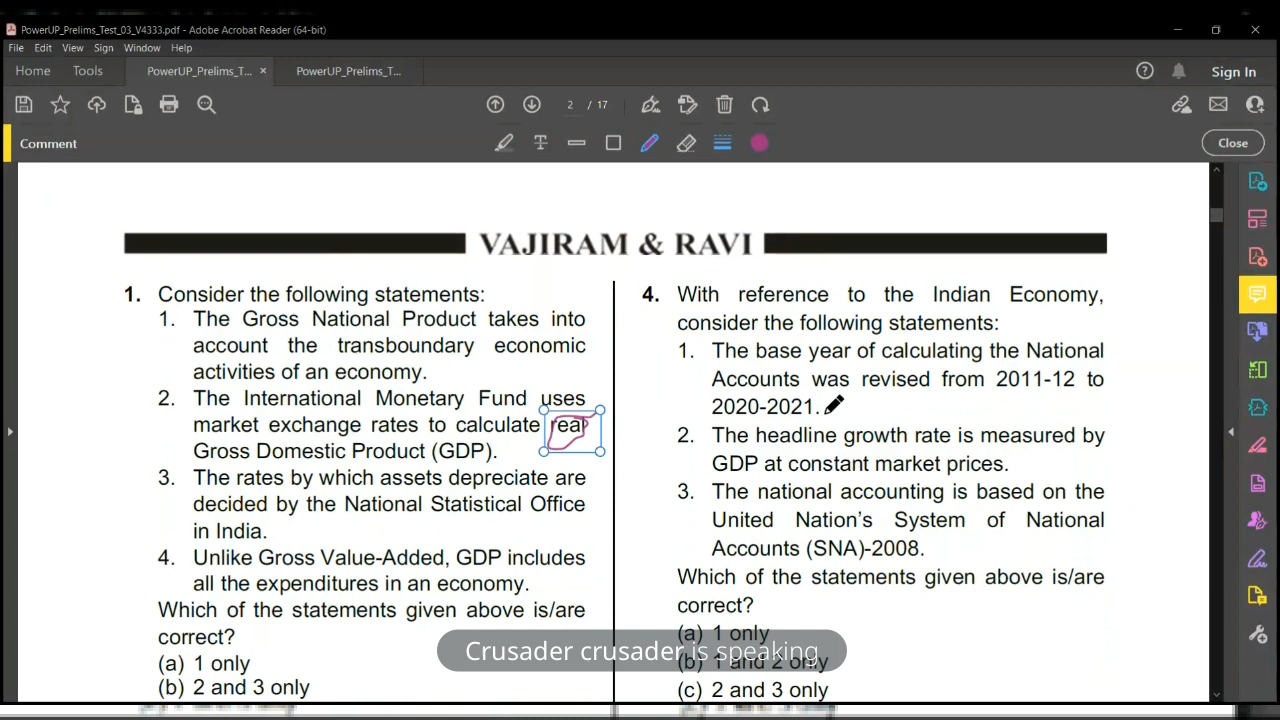 PowerUP_Prelims_Test_03_V4333.pdf - Adobe Acrobat Reader (64-bit)
File Edit View Sign Window Help
Home Tools PowerUP_Prelims_T... × PowerUP_Prelims_T... Sign In
2 / 17
Comment Close
VAJIRAM & RAVI
1. Consider the following statements:
1. The Gross National Product takes into
account the transboundary economic
activities of an economy.
2. The International Monetary Fund uses
market exchange rates to calculate real
Gross Domestic Product (GDP).
3. The rates by which assets depreciate are
decided by the National Statistical Office
in India.
4. Unlike Gross Value-Added, GDP includes
all the expenditures in an economy.
Which of the statements given above is/are
correct?
(a) 1 only
(b) 2 and 3 only
4. With reference to the Indian Economy,
consider the following statements:
1. The base year of calculating the National
Accounts was revised from 2011-12 to
2020-2021.
2. The headline growth rate is measured by
GDP at constant market prices.
3. The national accounting is based on the
United Nation's System of National
Accounts (SNA)-2008.
Which of the statements given above is/are
correct?
(a) 1 only
(b) 1 and 2 only
(c) 2 and 3 only
Crusader crusader is speaking